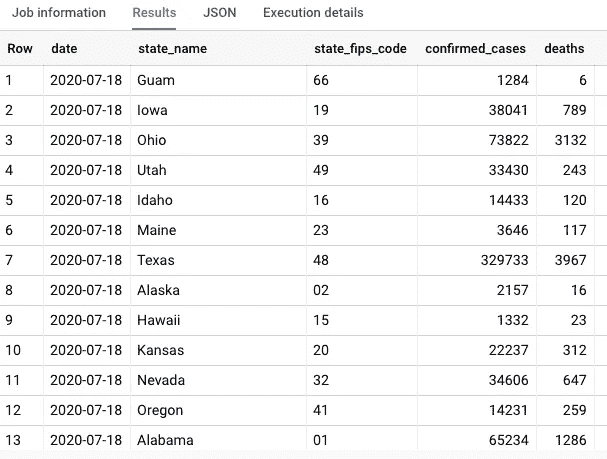 Job information Results JSON Execution details
Row date state_name state_fips_code confirmed_cases deaths
1 2020-07-18 Guam 66 1284 6
2 2020-07-18 Iowa 19 38041 789
3 2020-07-18 Ohio 39 73822 3132
4 2020-07-18 Utah 49 33430 243
5 2020-07-18 Idaho 16 14433 120
6 2020-07-18 Maine 23 3646 117
7 2020-07-18 Texas 48 329733 3967
8 2020-07-18 Alaska 02 2157 16
9 2020-07-18 Hawaii 15 1332 23
10 2020-07-18 Kansas 20 22237 312
11 2020-07-18 Nevada 32 34606 647
12 2020-07-18 Oregon 41 14231 259
13 2020-07-18 Alabama 01 65234 1286